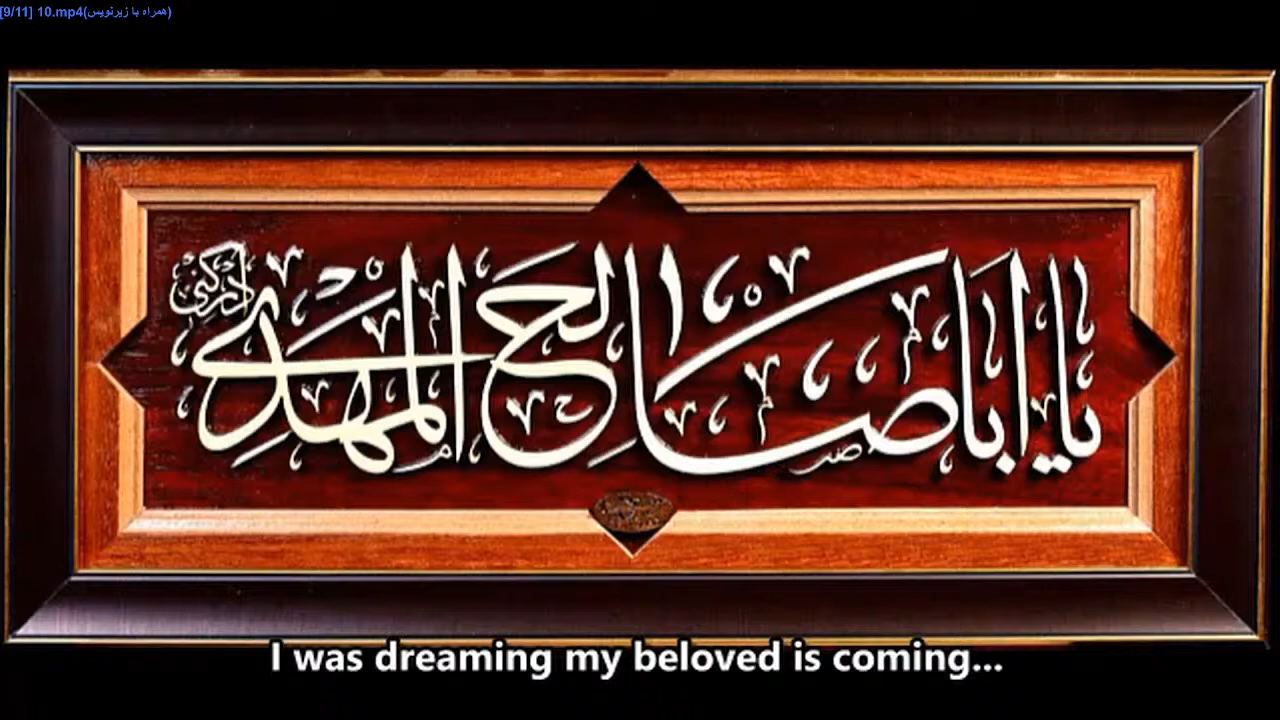 [9/11] 10.mp4(همراه با زیرنویس)
یا اباصالح المهدی ادرکنی
I was dreaming my beloved is coming...